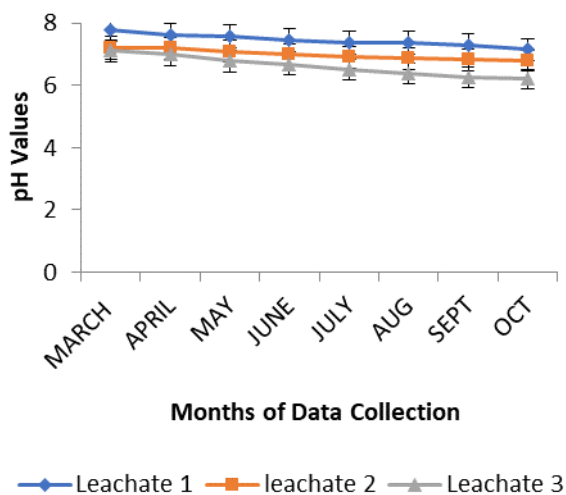 8
6
4
2
0
pH Values
MARCH
APRIL
MAY
JUNE
JULY
AUG
SEPT
OCT
Months of Data Collection
Leachate 1 leachate 2 Leachate 3